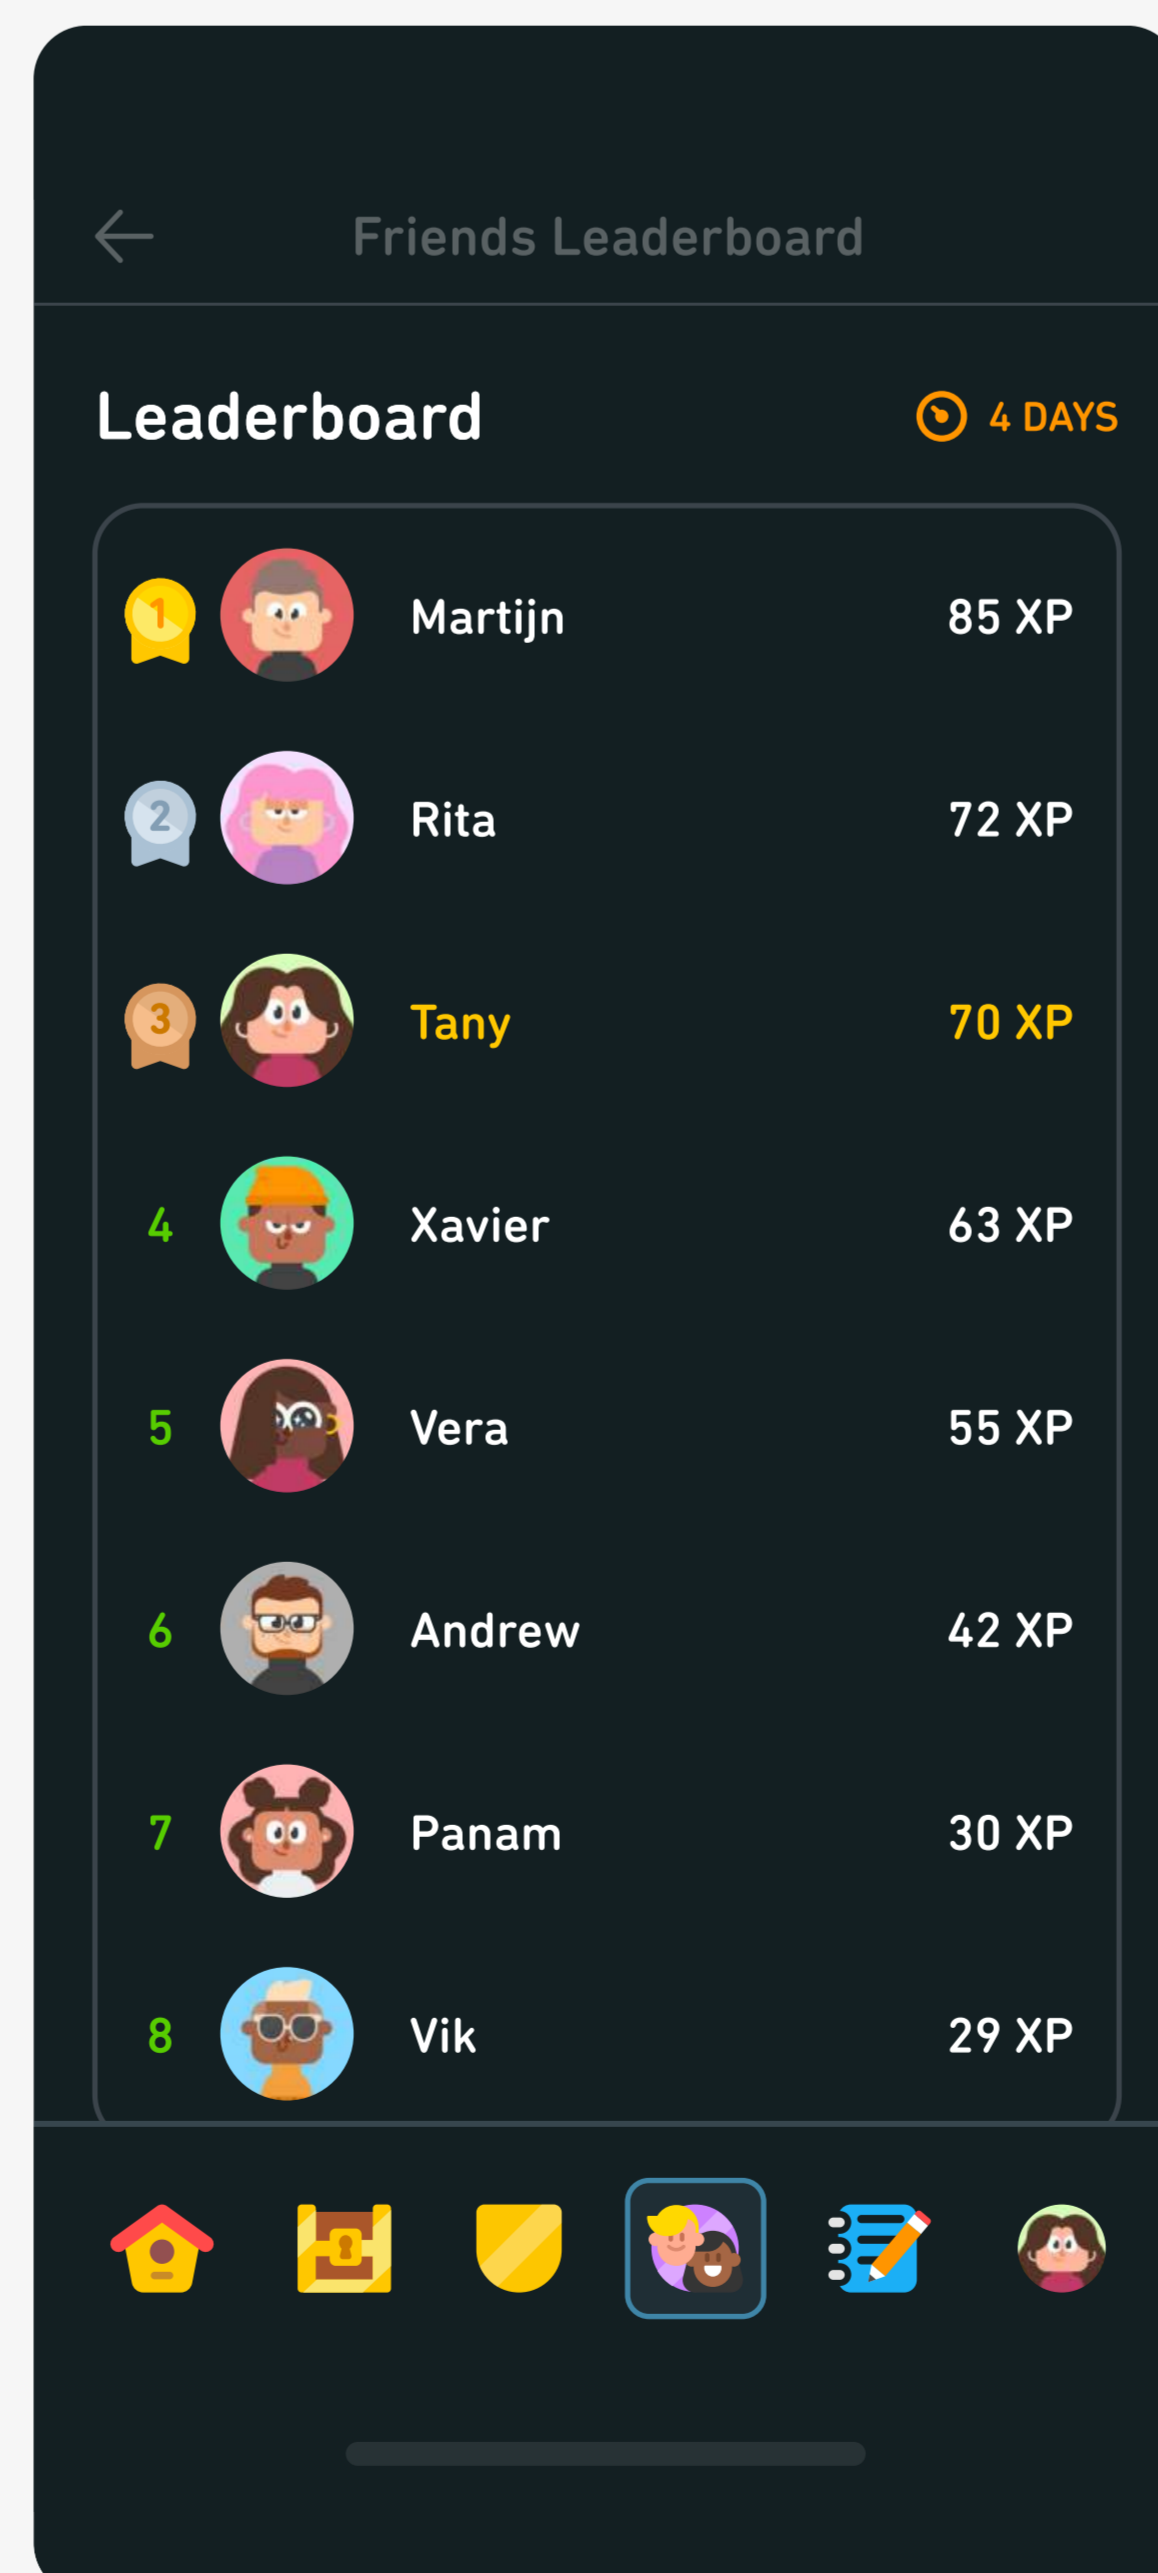 Friends Leaderboard
Leaderboard 4 DAYS
1 Martijn 85 XP
2 Rita 72 XP
3 Tany 70 XP
4 Xavier 63 XP
5 Vera 55 XP
6 Andrew 42 XP
7 Panam 30 XP
8 Vik 29 XP